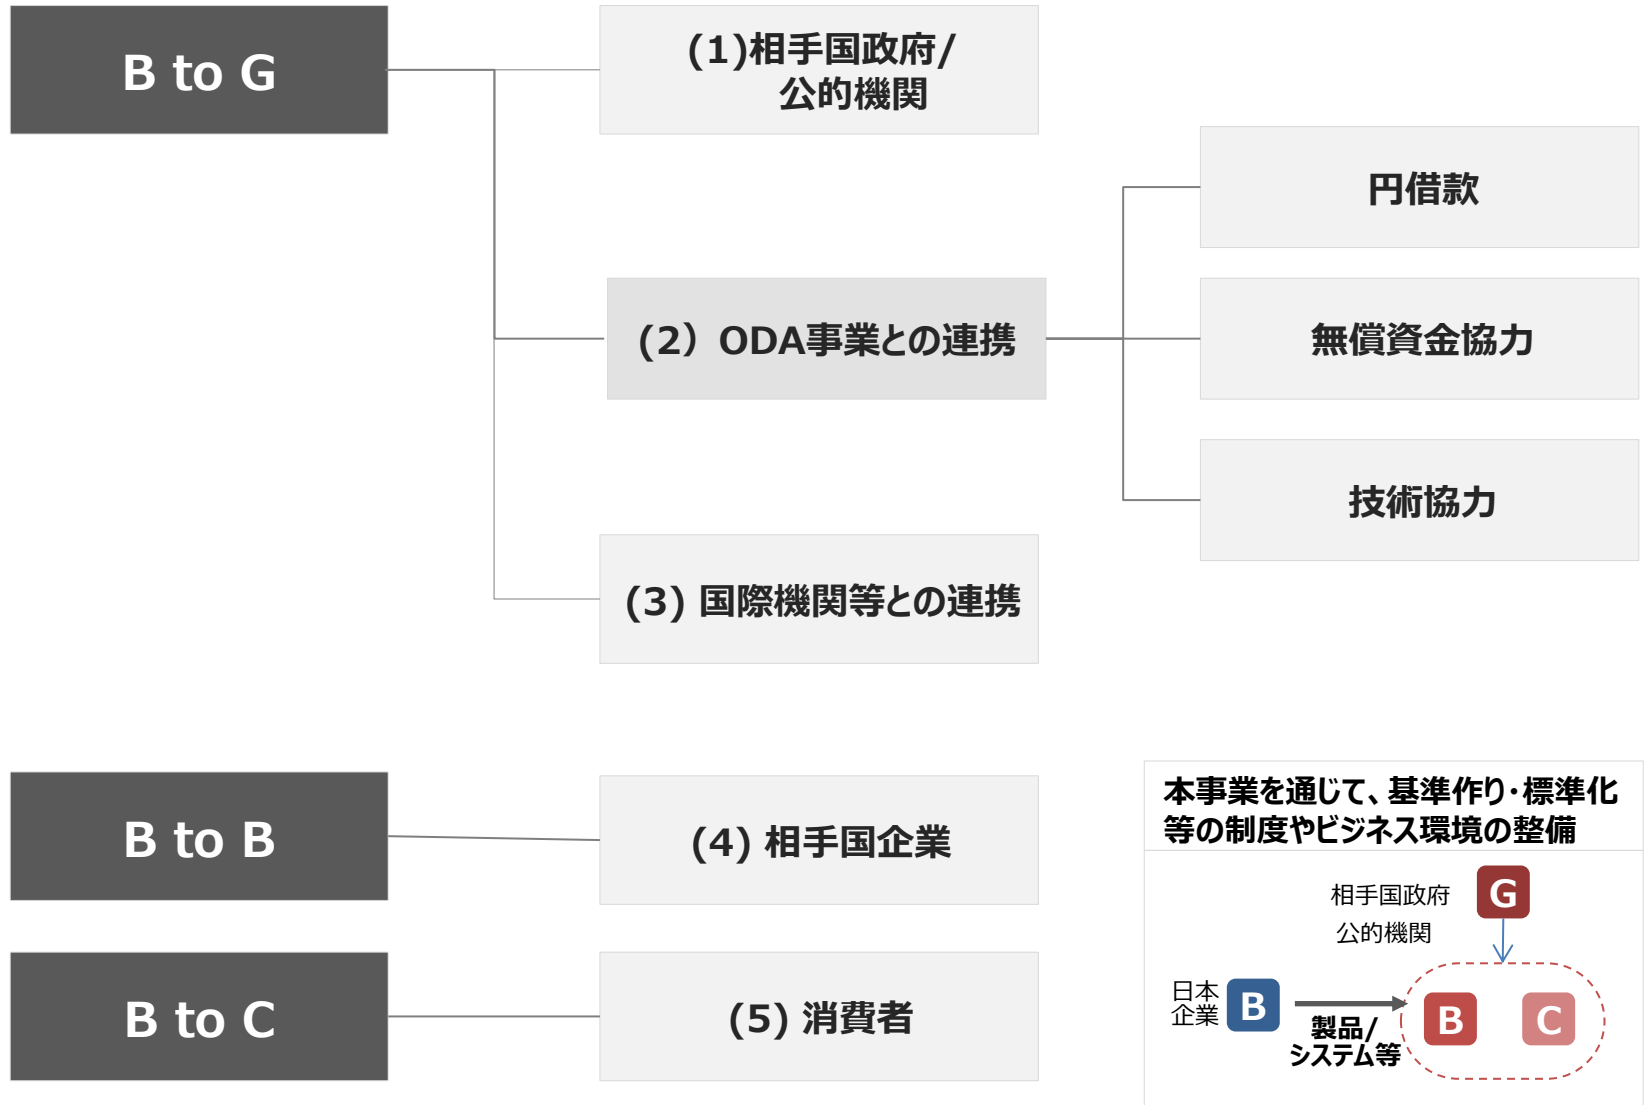 B to G
(1)相手国政府/
公的機関
円借款
(2）ODA事業との連携
無償資金協力
技術協力
(3) 国際機関等との連携
B to B
(4) 相手国企業
B to C
(5) 消費者
本事業を通じて、基準作り・標準化
等の制度やビジネス環境の整備
相手国政府
公的機関
G
日本
企業
B
製品/
システム等
B
C